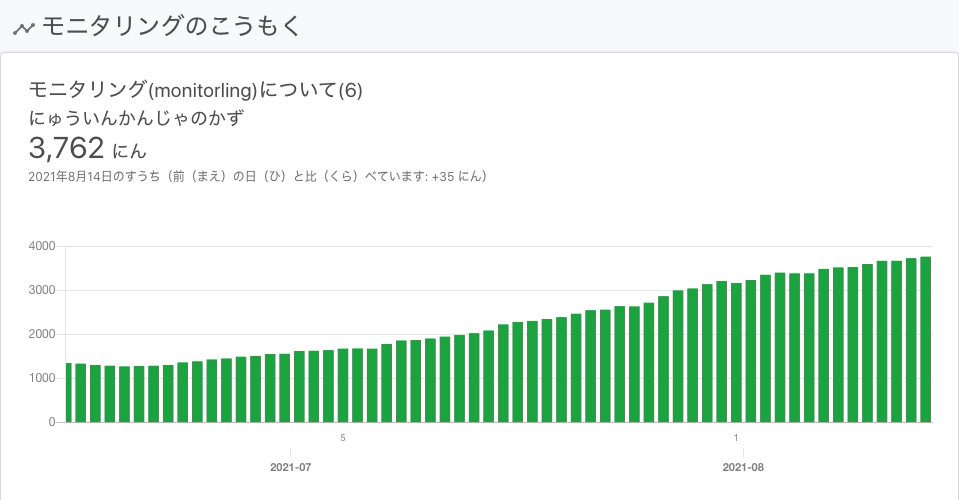 モニタリングのこうもく
モニタリング(monitorling)について(6)
にゅういんかんじゃのかず
3,762 にん
2021年8月14日のすうち（前（まえ）の日（ひ）と比（くら）べています: +35 にん）
4000
3000
2000
1000
0
5 1
2021-07 2021-08